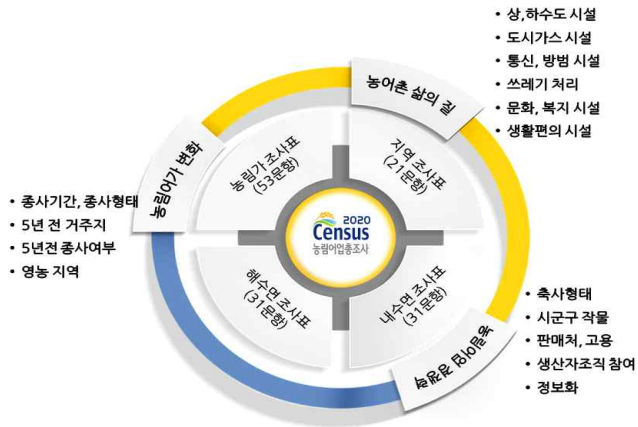 • 상,하수도 시설
• 도시가스 시설
• 통신, 방범 시설
• 쓰레기 처리
• 문화, 복지 시설
• 생활편의 시설
농어촌 삶의 질
농림어가 변화
• 종사기간, 종사형태
• 5년 전 거주지
• 5년전 종사여부
• 영농 지역
농림가 조사표
(53문항)
지역 조사표
(21문항)
2020
Census
농림어업총조사
해수면 조사표
(31문항)
내수면 조사표
(31문항)
농림어업 경쟁력
• 축사형태
• 시군구 작물
• 판매처, 고용
• 생산자조직 참여
• 정보화